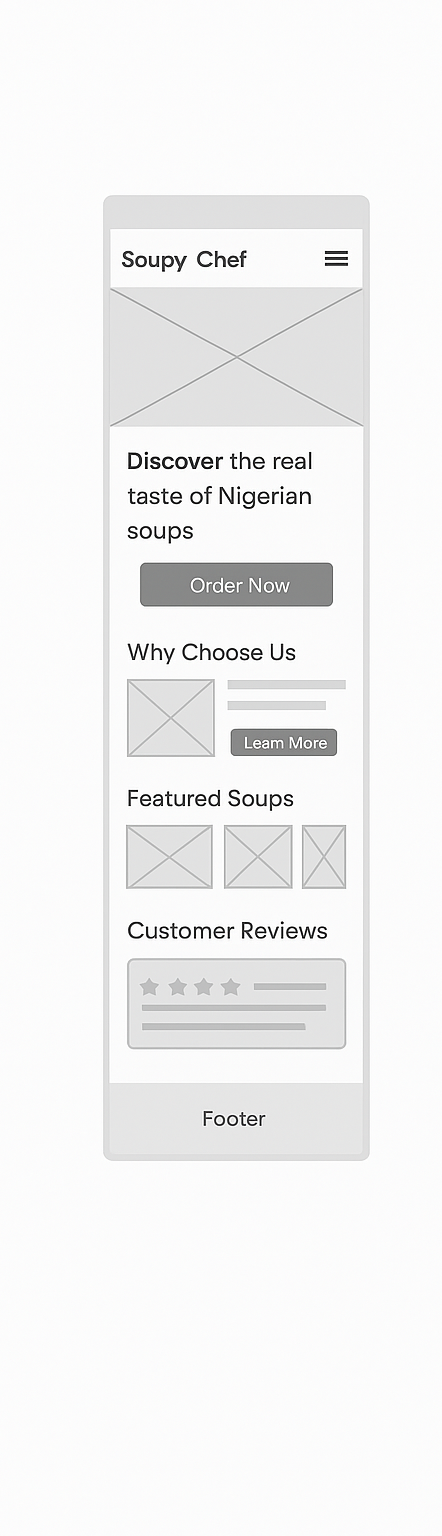 Soupy Chef
Discover the real
taste of Nigerian
soups
Order Now
Why Choose Us
Leam More
Featured Soups
Customer Reviews
Footer